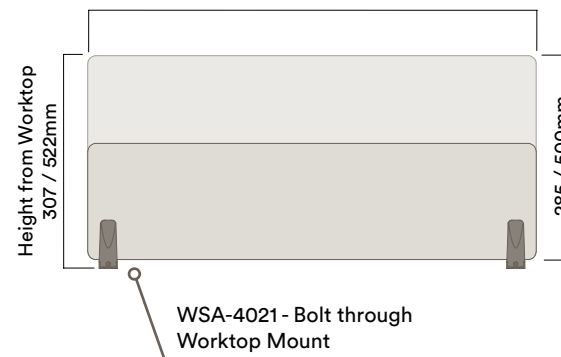 Height from Worktop
307 / 522mm
285 / 500mm
WSA-4021 - Bolt through
Worktop Mount